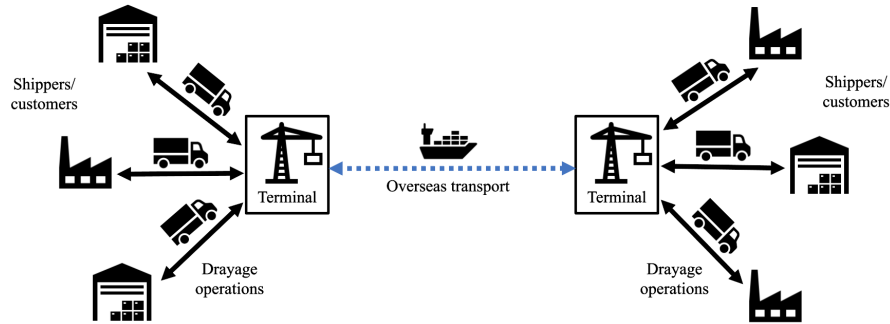 Shippers/
customers
Terminal
Drayage
operations
Overseas transport
Terminal
Shippers/
customers
Drayage
operations